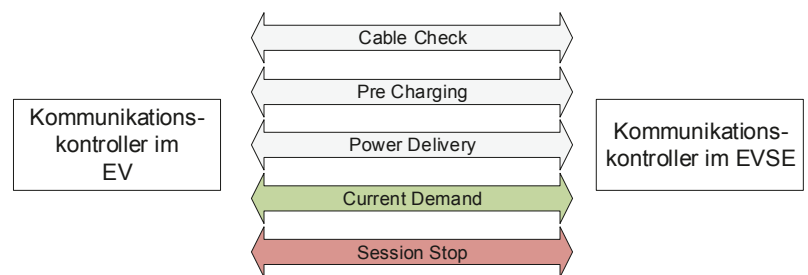 Kommunikations-
kontroller im
EV
Cable Check
Pre Charging
Power Delivery
Current Demand
Session Stop
Kommunikations-
kontroller im EVSE